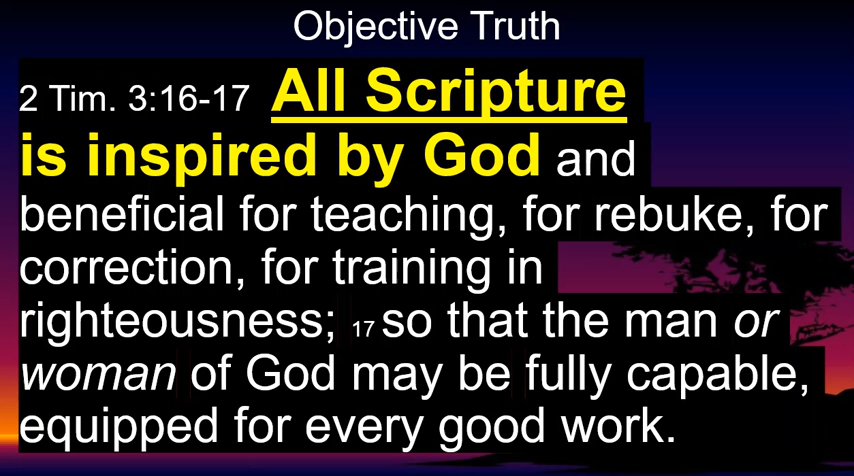 Objective Truth
2 Tim. 3:16-17 All Scripture
is inspired by God and
beneficial for teaching, for rebuke, for
correction, for training in
righteousness; 17 so that the man or
woman of God may be fully capable,
equipped for every good work.